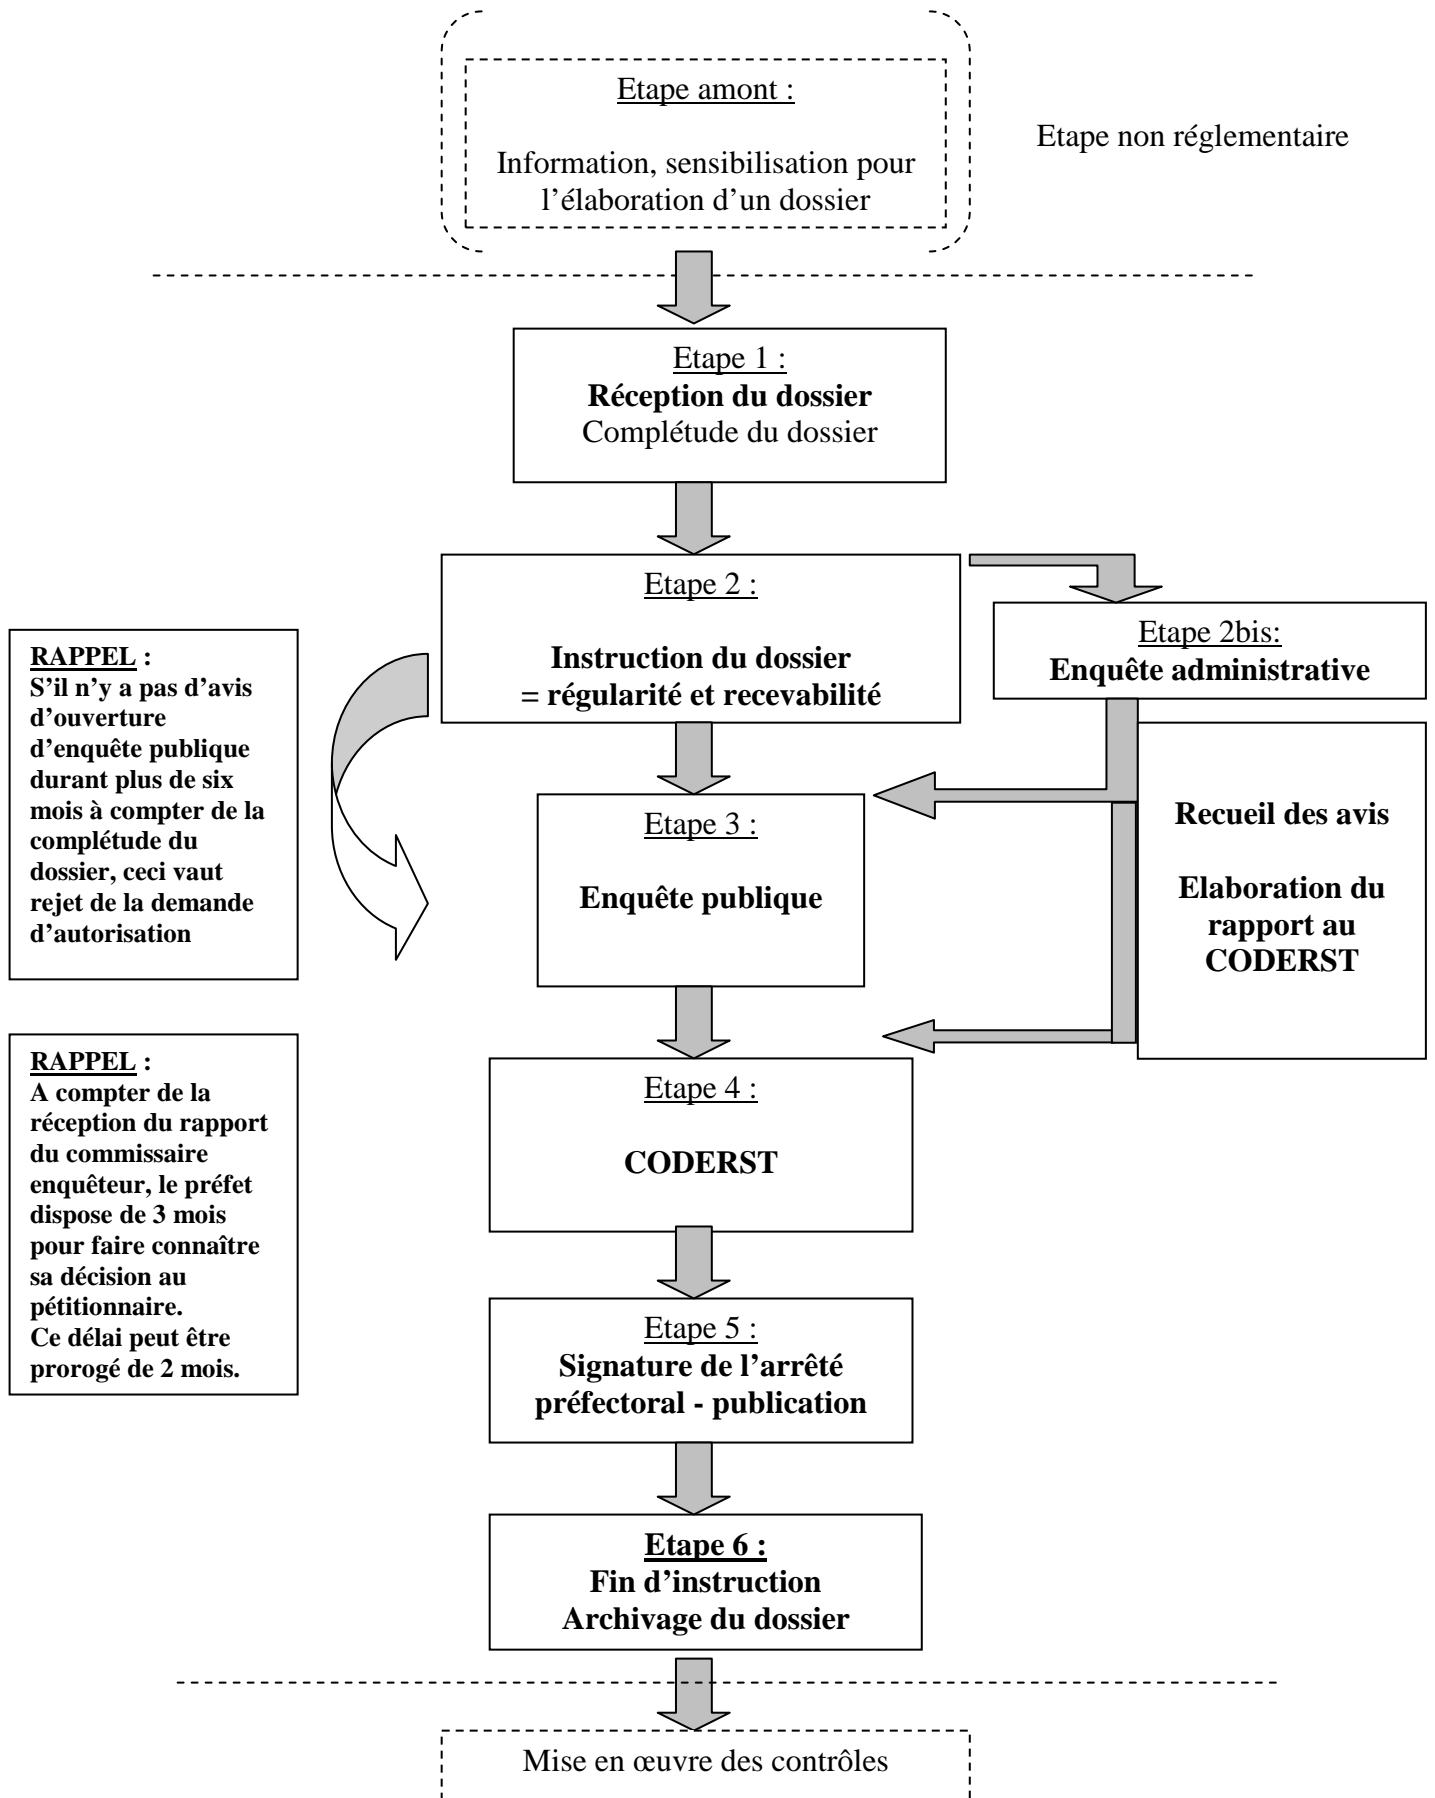 Etape amont :
Information, sensibilisation pour
l’élaboration d’un dossier
Etape non réglementaire
Etape 1 :
Réception du dossier
Complétude du dossier
Etape 2 :
Instruction du dossier
= régularité et recevabilité
Etape 2bis:
Enquête administrative
RAPPEL :
S’il n’y a pas d’avis
d’ouverture
d’enquête publique
durant plus de six
mois à compter de la
complétude du
dossier, ceci vaut
rejet de la demande
d’autorisation
Etape 3 :
Enquête publique
Recueil des avis
Elaboration du
rapport au
CODERST
RAPPEL :
A compter de la
réception du rapport
du commissaire
enquêteur, le préfet
dispose de 3 mois
pour faire connaître
sa décision au
pétitionnaire.
Ce délai peut être
prorogé de 2 mois.
Etape 4 :
CODERST
Etape 5 :
Signature de l’arrêté
préfectoral - publication
Etape 6 :
Fin d’instruction
Archivage du dossier
Mise en œuvre des contrôles